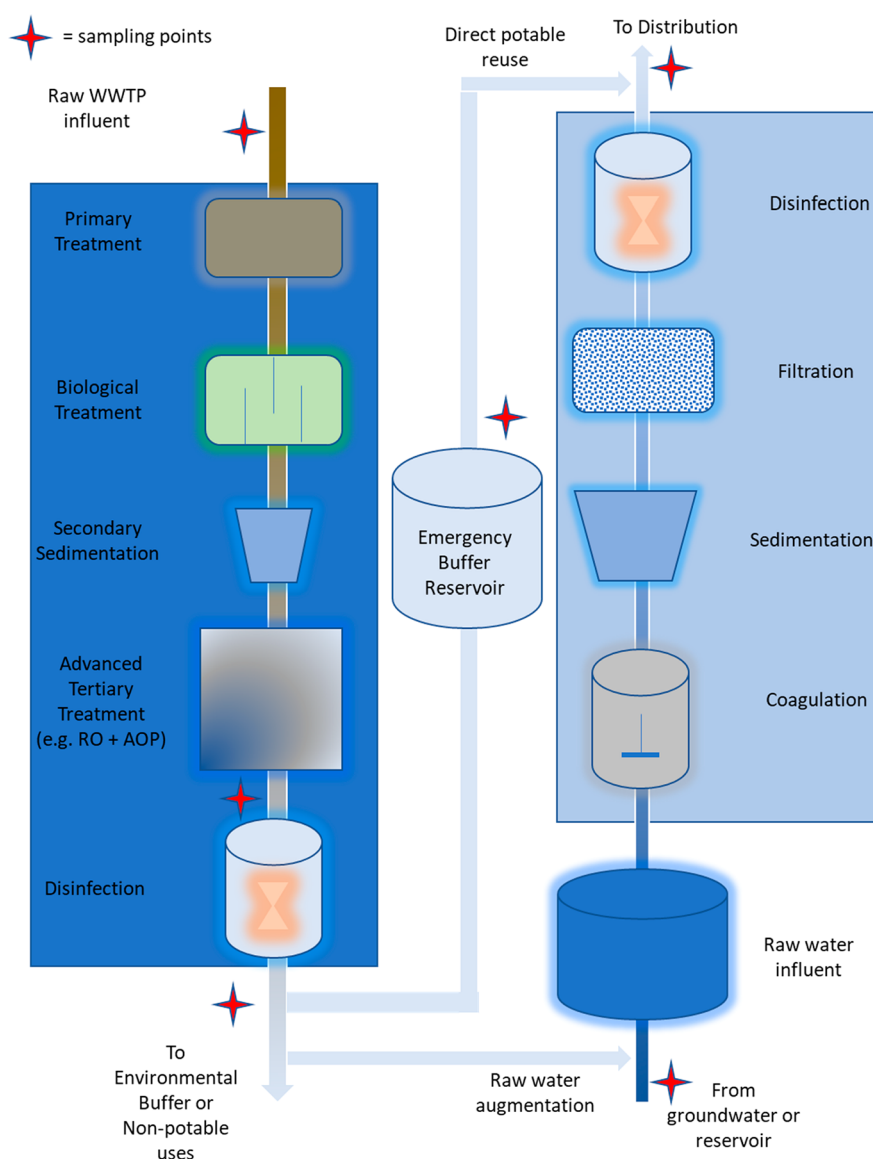 = sampling points
Raw WWTP
influent
Primary
Treatment
Biological
Treatment
Secondary
Sedimentation
Advanced
Tertiary
Treatment
(e.g. RO + AOP)
Disinfection
To
Environmental
Buffer or
Non-potable
uses
Direct potable
reuse
Emergency
Buffer
Reservoir
Raw water
augmentation
To Distribution
Disinfection
Filtration
Sedimentation
Coagulation
Raw water
influent
From
groundwater or
reservoir